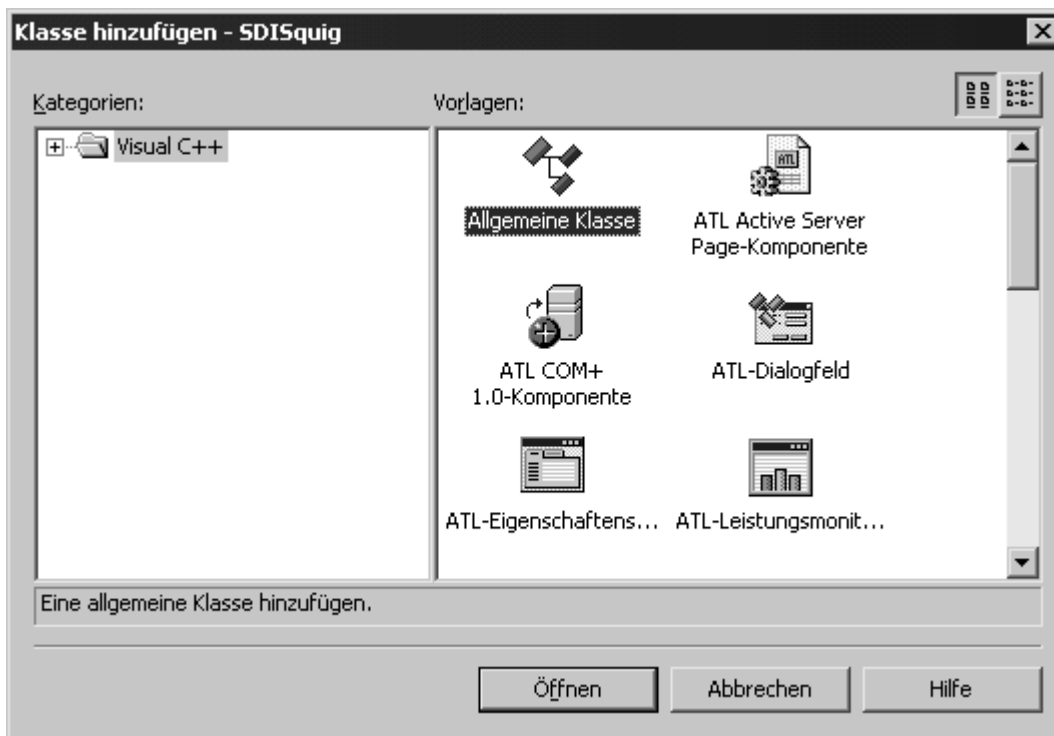 Klasse hinzufügen - SDISquig
Kategorien:
Vorlagen:
Visual C++
Allgemeine Klasse
ATL Active Server
Page-Komponente
ATL
ATL COM+
1.0-Komponente
ATL-Dialogfeld
ATL-Eigenschaftens...
ATL-Leistungsmonit...
Eine allgemeine Klasse hinzufügen.
Öffnen
Abbrechen
Hilfe